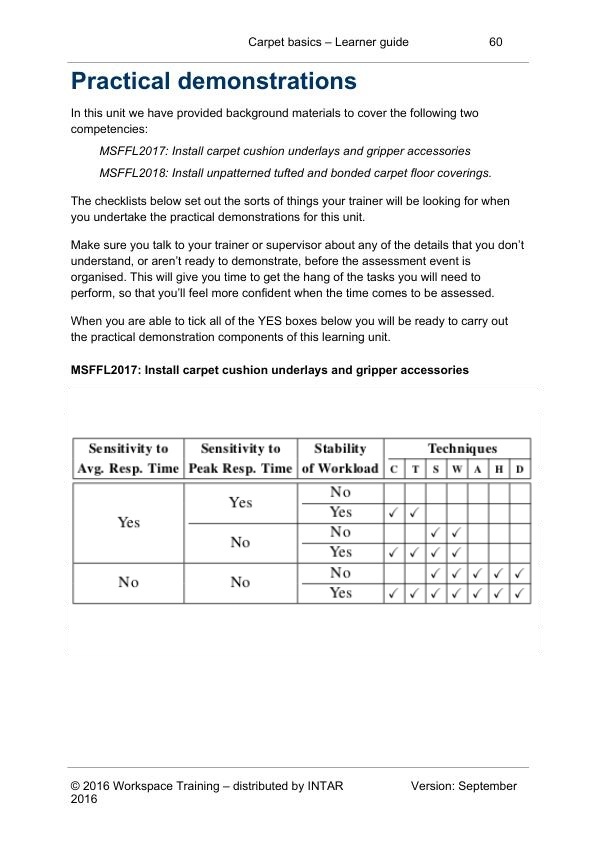 Carpet basics – Learner guide 60
Practical demonstrations
In this unit we have provided background materials to cover the following two
competencies:
MSFFL2017: Install carpet cushion underlays and gripper accessories
MSFFL2018: Install unpatterned tufted and bonded carpet floor coverings.
The checklists below set out the sorts of things your trainer will be looking for when
you undertake the practical demonstrations for this unit.
Make sure you talk to your trainer or supervisor about any of the details that you don’t
understand, or aren’t ready to demonstrate, before the assessment event is
organised. This will give you time to get the hang of the tasks you will need to
perform, so that you’ll feel more confident when the time comes to be assessed.
When you are able to tick all of the YES boxes below you will be ready to carry out
the practical demonstration components of this learning unit.
MSFFL2017: Install carpet cushion underlays and gripper accessories
Sensitivity to Sensitivity to Stability Techniques
Avg. Resp. Time Peak Resp. Time of Workload C T S W A H D
Yes Yes No
Yes ✓ ✓
No No ✓ ✓
Yes ✓ ✓ ✓ ✓
No No No ✓ ✓ ✓ ✓ ✓
Yes ✓ ✓ ✓ ✓ ✓ ✓ ✓
© 2016 Workspace Training – distributed by INTAR Version: September
2016